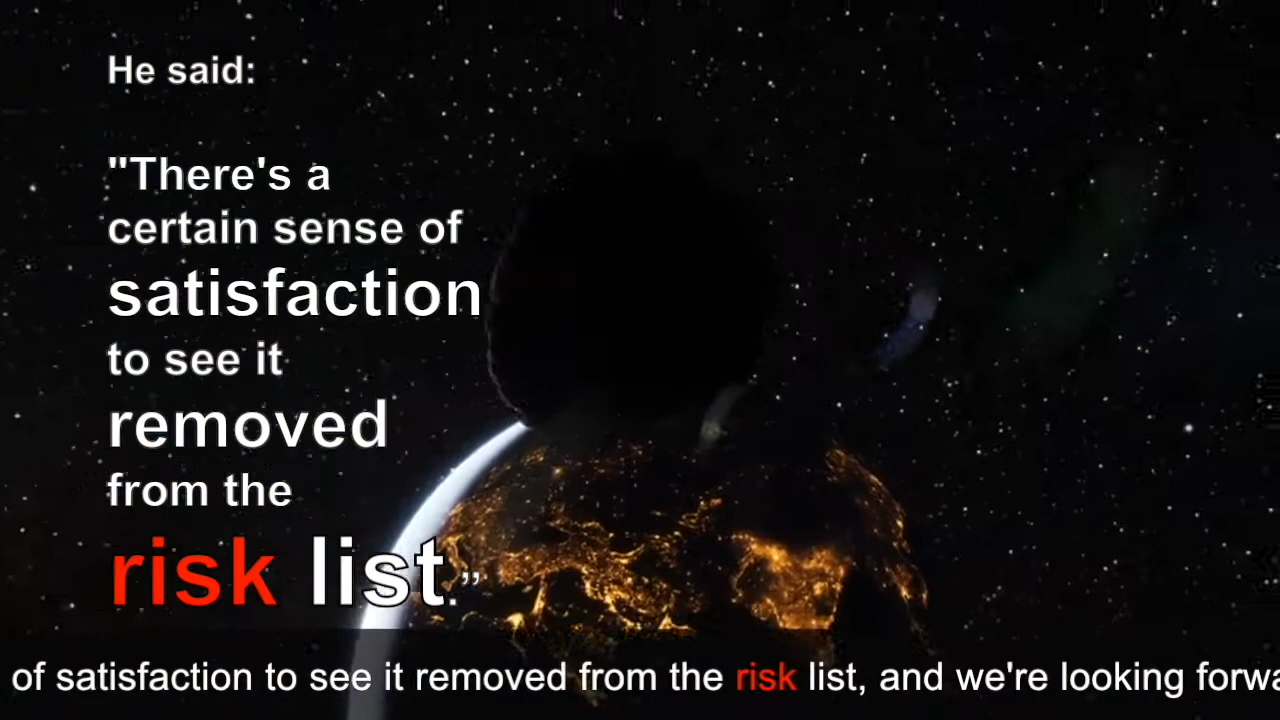 He said:
"There's a
certain sense of
satisfaction
to see it
removed
from the
risk list.”
of satisfaction to see it removed from the risk list, and we're looking forwa